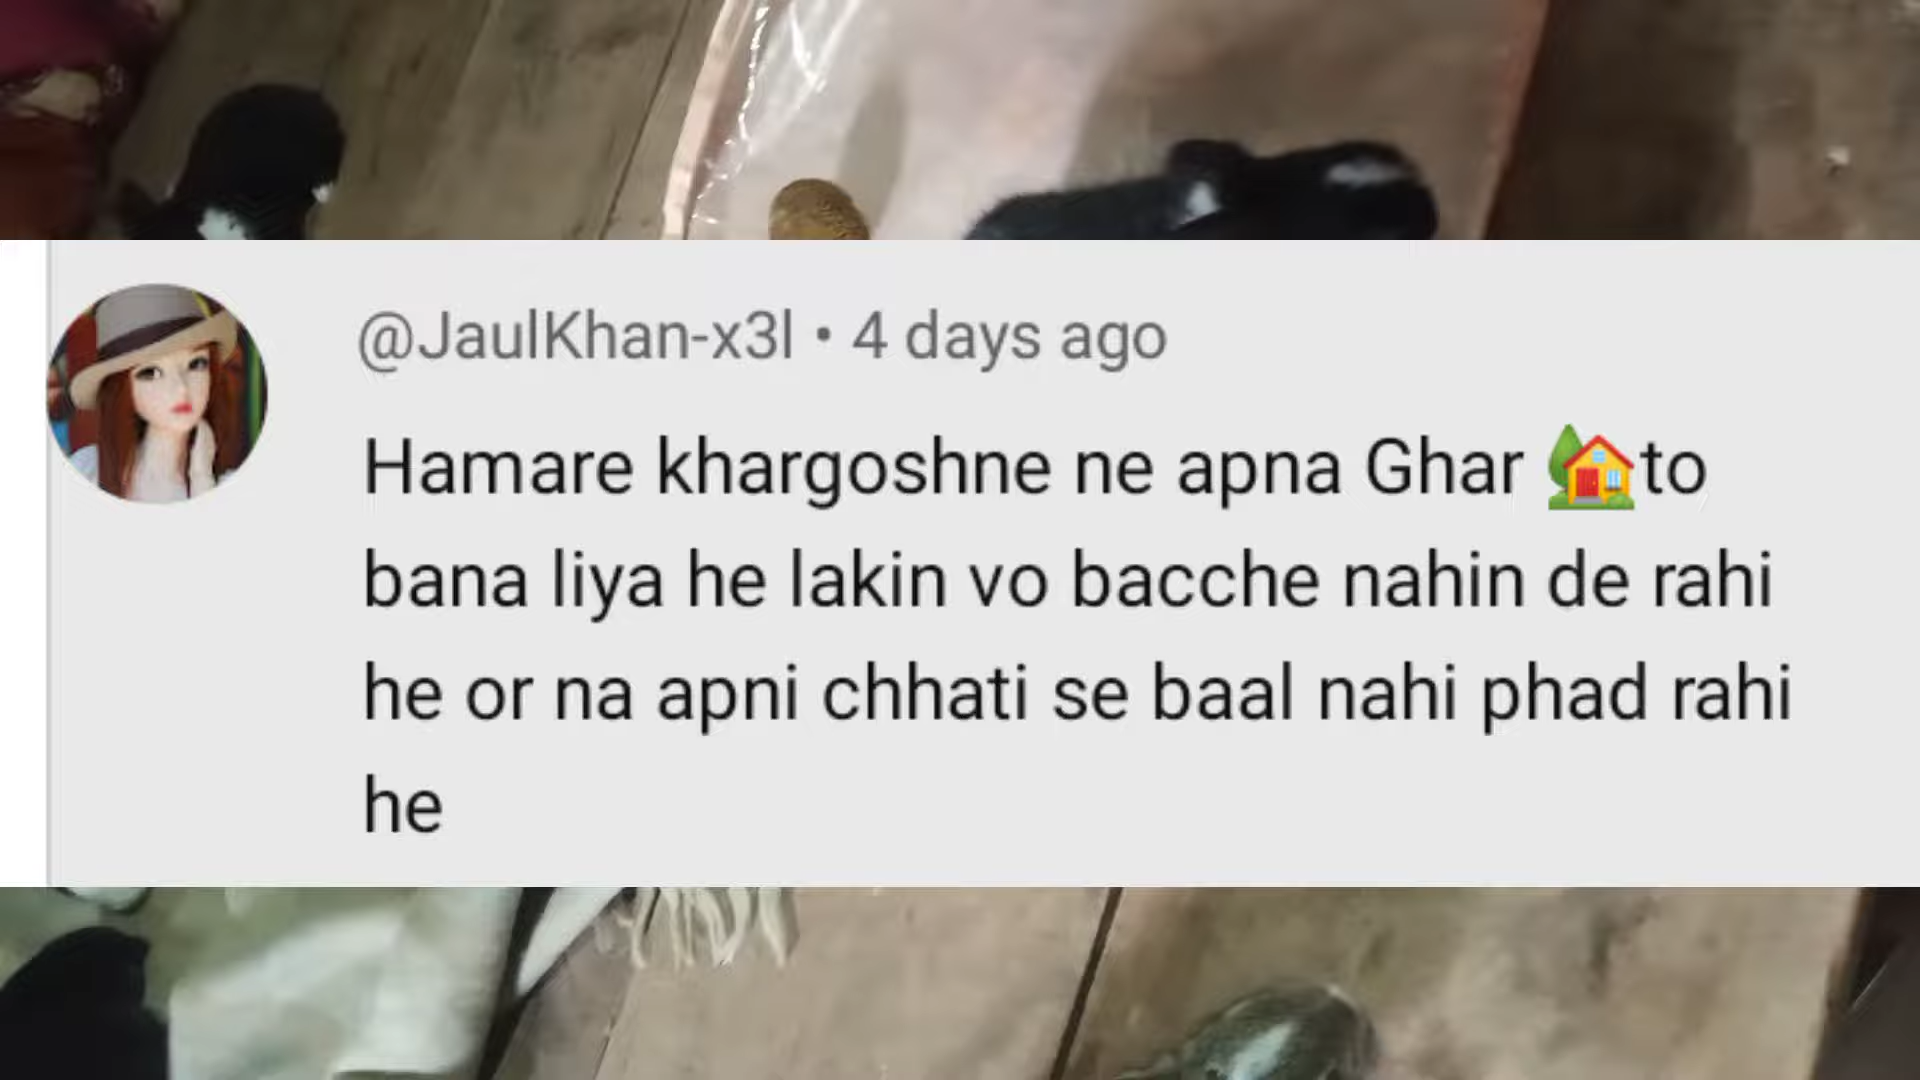 @JaulKhan-x3l • 4 days ago
Hamare khargoshne ne apna Ghar 🏡to
bana liya he lakin vo bacche nahin de rahi
he or na apni chhati se baal nahi phad rahi
he